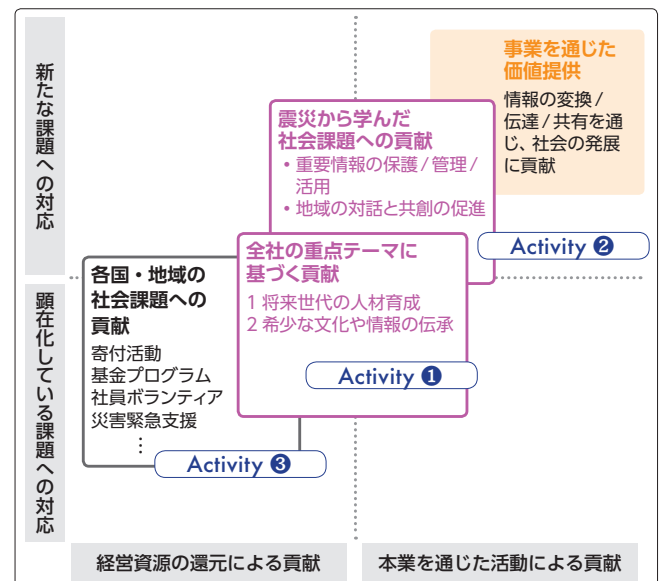 新たな課題への対応
事業を通じた
価値提供
情報の変換/
伝達/共有を通
じ、社会の発展
に貢献
震災から学んだ
社会課題への貢献
・重要情報の保護/管理/
活用
・地域の対話と共創の促進
Activity ❷
全社の重点テーマに
基づく貢献
1 将来世代の人材育成
2 希少な文化や情報の伝承
Activity ❶
顕在化している課題への対応
各国・地域の
社会課題への
貢献
寄付活動
基金プログラム
社員ボランティア
災害緊急支援
⋮
Activity ❸
経営資源の還元による貢献
本業を通じた活動による貢献